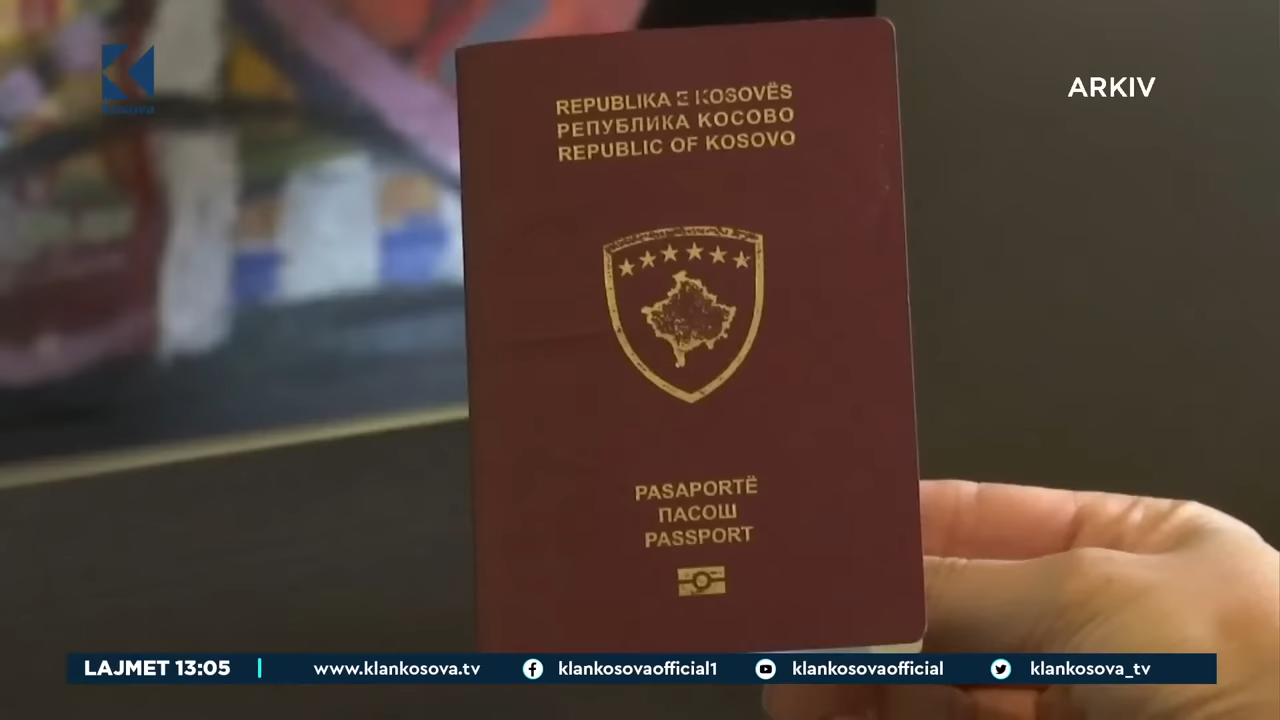 Kosova
ARKIV
REPUBLIKA E KOSOVËS
РЕПУБЛИКА КОСОВО
REPUBLIC OF KOSOVO
PASAPORTË
ПАСОШ
PASSPORT
LAJMET 13:05
www.klankosova.tv
klankosovaofficial1
klankosovaofficial
klankosova_tv